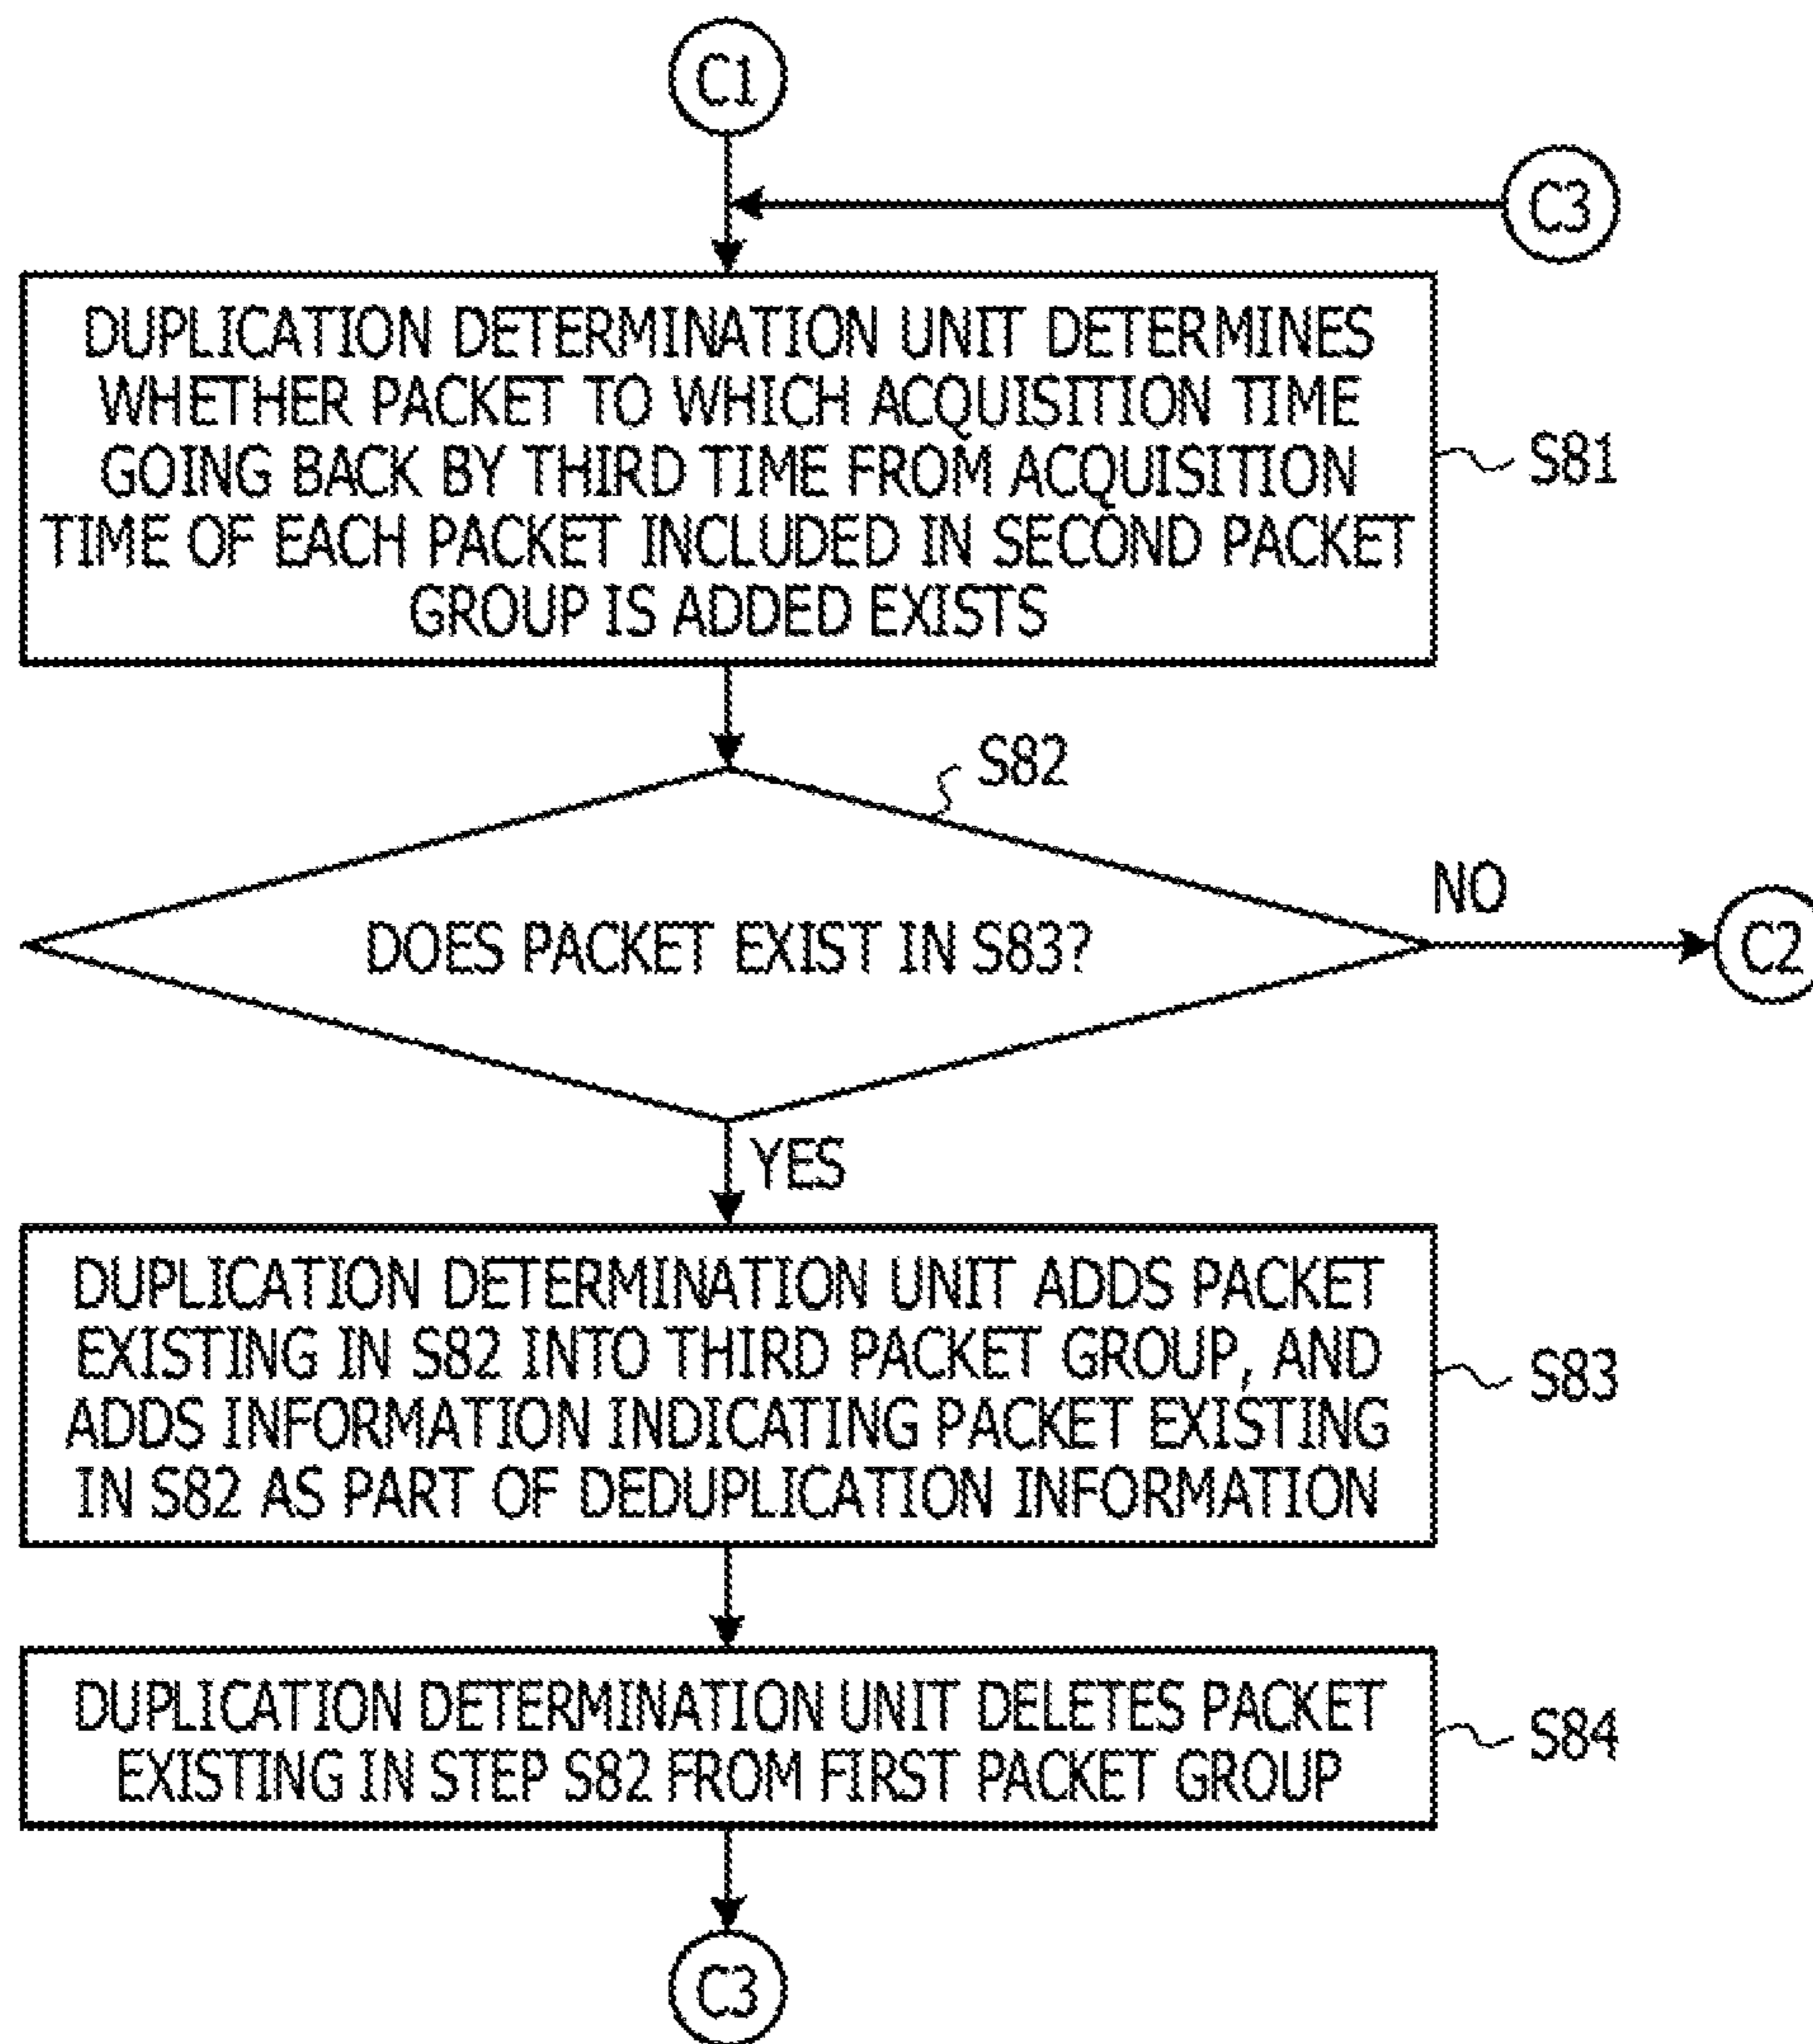 C1
C3
DUPLICATION DETERMINATION UNIT DETERMINES
WHETHER PACKET TO WHICH ACQUISITION TIME
GOING BACK BY THIRD TIME FROM ACQUISITION
TIME OF EACH PACKET INCLUDED IN SECOND PACKET
GROUP IS ADDED EXISTS
S81
S82
DOES PACKET EXIST IN S83?
NO
C2
YES
DUPLICATION DETERMINATION UNIT ADDS PACKET
EXISTING IN S82 INTO THIRD PACKET GROUP, AND
ADDS INFORMATION INDICATING PACKET EXISTING
IN S82 AS PART OF DEDUPLICATION INFORMATION
S83
DUPLICATION DETERMINATION UNIT DELETES PACKET
EXISTING IN STEP S82 FROM FIRST PACKET GROUP
S84
C3